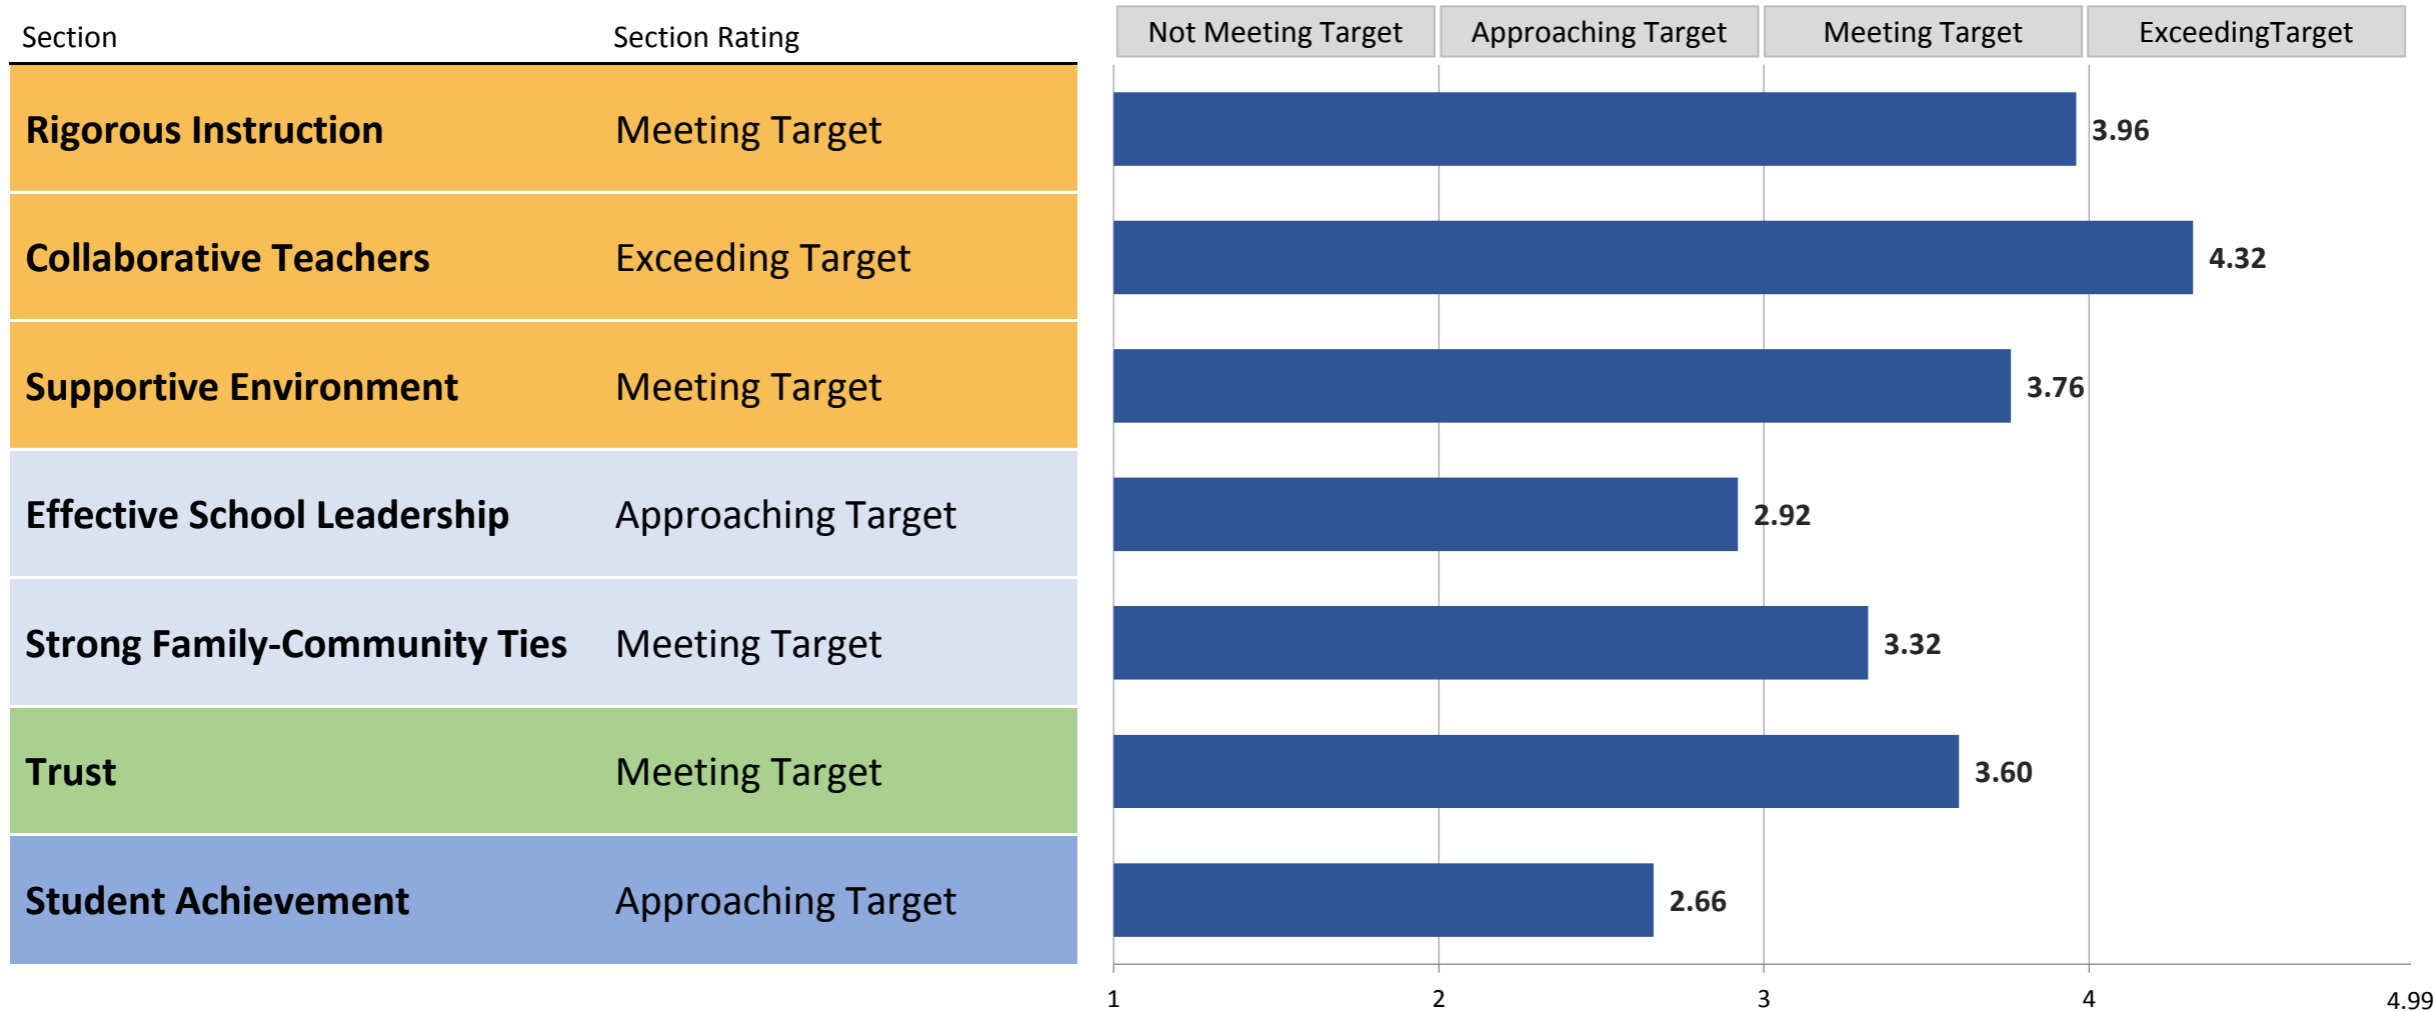 Section Section Rating Not Meeting Target Approaching Target Meeting Target ExceedingTarget
Rigorous Instruction Meeting Target 3.96
Collaborative Teachers Exceeding Target 4.32
Supportive Environment Meeting Target 3.76
Effective School Leadership Approaching Target 2.92
Strong Family-Community Ties Meeting Target 3.32
Trust Meeting Target 3.60
Student Achievement Approaching Target 2.66
1 2 3 4 4.99